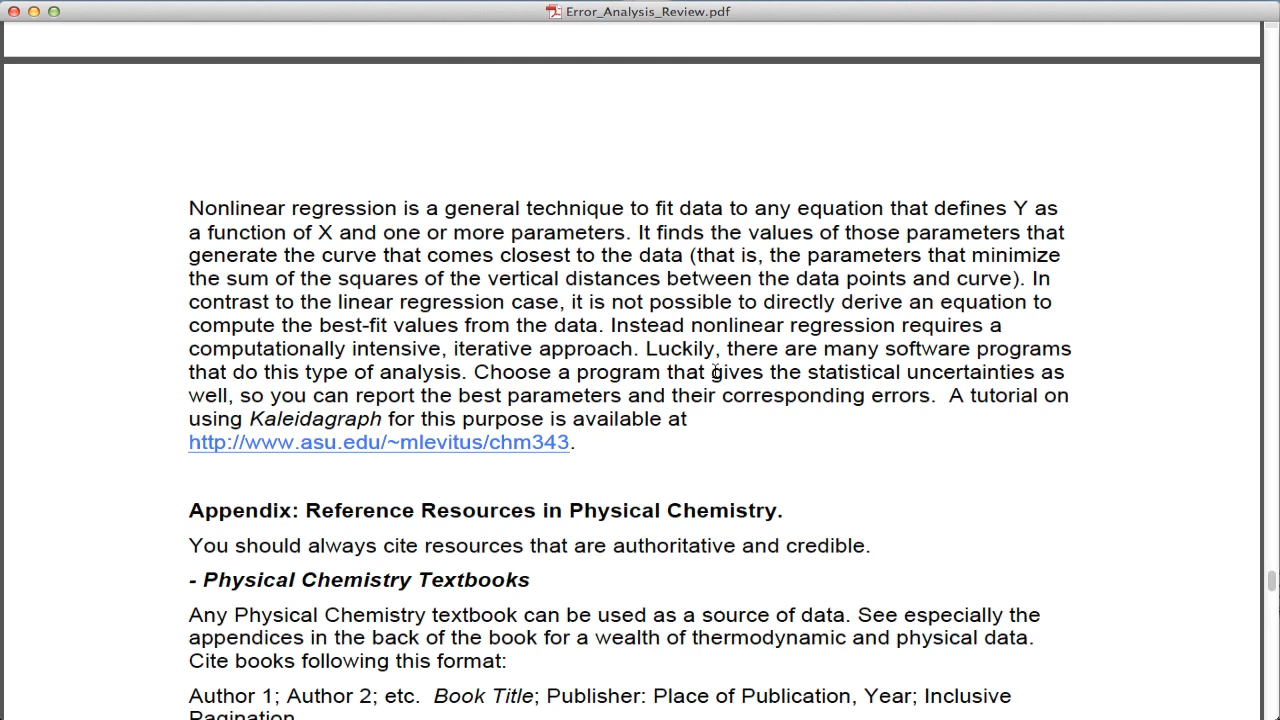 Error_Analysis_Review.pdf
Nonlinear regression is a general technique to fit data to any equation that defines Y as
a function of X and one or more parameters. It finds the values of those parameters that
generate the curve that comes closest to the data (that is, the parameters that minimize
the sum of the squares of the vertical distances between the data points and curve). In
contrast to the linear regression case, it is not possible to directly derive an equation to
compute the best-fit values from the data. Instead nonlinear regression requires a
computationally intensive, iterative approach. Luckily, there are many software programs
that do this type of analysis. Choose a program that gives the statistical uncertainties as
well, so you can report the best parameters and their corresponding errors.  A tutorial on
using Kaleidagraph for this purpose is available at
http://www.asu.edu/~mlevitus/chm343.
Appendix: Reference Resources in Physical Chemistry.
You should always cite resources that are authoritative and credible.
- Physical Chemistry Textbooks
Any Physical Chemistry textbook can be used as a source of data. See especially the
appendices in the back of the book for a wealth of thermodynamic and physical data.
Cite books following this format:
Author 1; Author 2; etc.  Book Title; Publisher: Place of Publication, Year; Inclusive
Pagination.